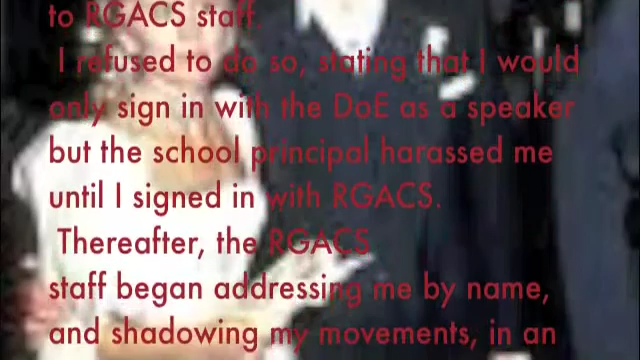 to RGACS staff.
I refused to do so, stating that I would
only sign in with the DoE as a speaker
but the school principal harassed me
until I signed in with RGACS.
Thereafter, the RGACS
staff began addressing me by name,
and shadowing my movements, in an